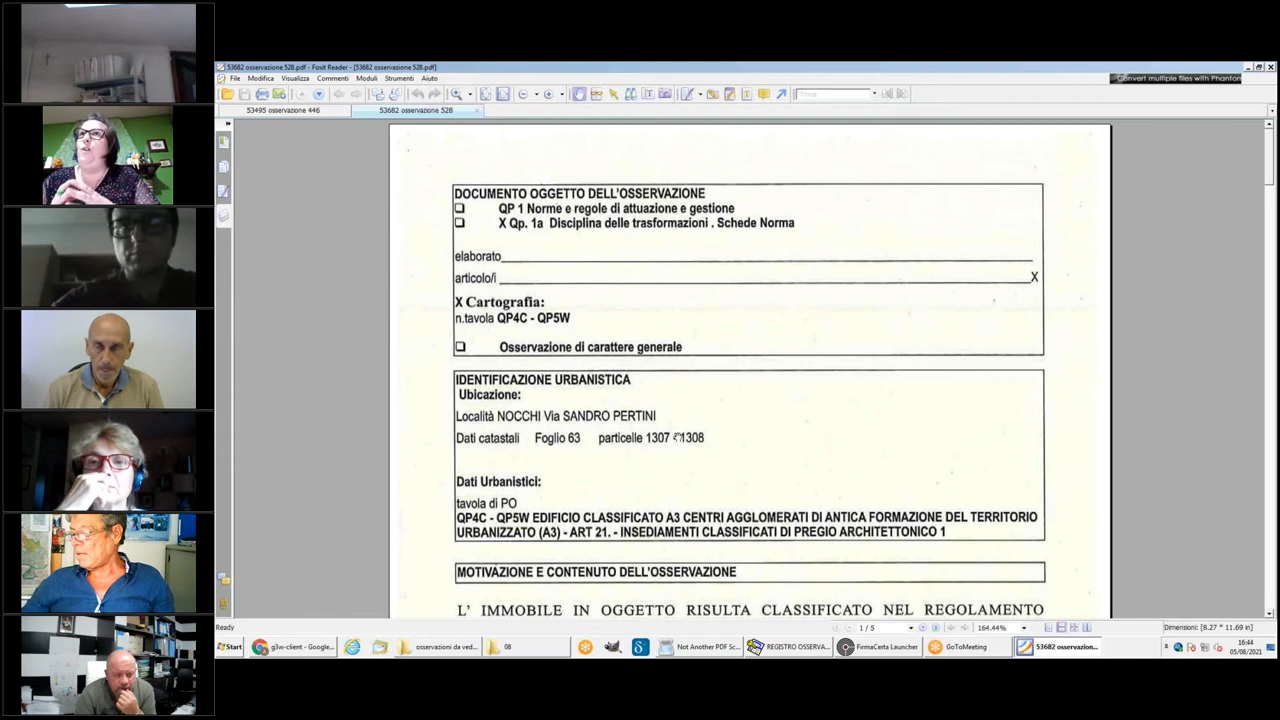 53682 osservazione 528.pdf - Foxit Reader - [53682 osservazione 528.pdf]
File Modifica Visualizza Commenti Moduli Strumenti Aiuto
Convert multiple files with Phantom
Trova
53495 osservazione 446
53682 osservazione 528
DOCUMENTO OGGETTO DELL'OSSERVAZIONE
QP 1 Norme e regole di attuazione e gestione
X Qp. 1a Disciplina delle trasformazioni . Schede Norma
elaborato
articolo/i X
X Cartografia:
n.tavola QP4C - QP5W
Osservazione di carattere generale
IDENTIFICAZIONE URBANISTICA
Ubicazione:
Località NOCCHI Via SANDRO PERTINI
Dati catastali Foglio 63 particelle 1307 1308
Dati Urbanistici:
tavola di PO
QP4C - QP5W EDIFICIO CLASSIFICATO A3 CENTRI AGGLOMERATI DI ANTICA FORMAZIONE DEL TERRITORIO
URBANIZZATO (A3) - ART 21. - INSEDIAMENTI CLASSIFICATI DI PREGIO ARCHITETTONICO 1
MOTIVAZIONE E CONTENUTO DELL'OSSERVAZIONE
L' IMMOBILE IN OGGETTO RISULTA CLASSIFICATO NEL REGOLAMENTO
Ready
1 / 5
164.44%
Dimensioni: [8.27 * 11.69 in]
Start
g3w-client - Google...
osservazioni da ved...
08
Not Another PDF Sc...
REGISTRO OSSERVA...
FirmaCerta Launcher
GoToMeeting
53682 osservazion...
16:44
05/08/2021